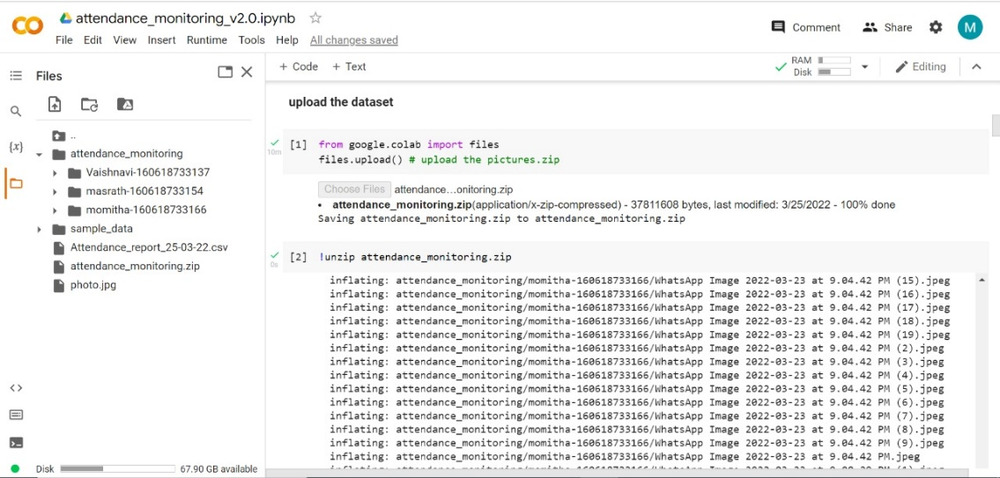 attendance_monitoring_v2.0.ipynb
File Edit View Insert Runtime Tools Help All changes saved
Comment Share M
Files
+ Code + Text
RAM
Disk
Editing
upload the dataset
..
attendance_monitoring
Vaishnavi-160618733137
masrath-160618733154
momitha-160618733166
sample_data
Attendance_report_25-03-22.csv
attendance_monitoring.zip
photo.jpg
{x}
<>
Disk 67.90 GB available
10m
[1] from google.colab import files
files.upload() # upload the pictures.zip
Choose Files attendance...onitoring.zip
• attendance_monitoring.zip(application/x-zip-compressed) - 37811608 bytes, last modified: 3/25/2022 - 100% done
Saving attendance_monitoring.zip to attendance_monitoring.zip
0s
[2] !unzip attendance_monitoring.zip
inflating: attendance_monitoring/momitha-160618733166/WhatsApp Image 2022-03-23 at 9.04.42 PM (15).jpeg
inflating: attendance_monitoring/momitha-160618733166/WhatsApp Image 2022-03-23 at 9.04.42 PM (16).jpeg
inflating: attendance_monitoring/momitha-160618733166/WhatsApp Image 2022-03-23 at 9.04.42 PM (17).jpeg
inflating: attendance_monitoring/momitha-160618733166/WhatsApp Image 2022-03-23 at 9.04.42 PM (18).jpeg
inflating: attendance_monitoring/momitha-160618733166/WhatsApp Image 2022-03-23 at 9.04.42 PM (19).jpeg
inflating: attendance_monitoring/momitha-160618733166/WhatsApp Image 2022-03-23 at 9.04.42 PM (2).jpeg
inflating: attendance_monitoring/momitha-160618733166/WhatsApp Image 2022-03-23 at 9.04.42 PM (3).jpeg
inflating: attendance_monitoring/momitha-160618733166/WhatsApp Image 2022-03-23 at 9.04.42 PM (4).jpeg
inflating: attendance_monitoring/momitha-160618733166/WhatsApp Image 2022-03-23 at 9.04.42 PM (5).jpeg
inflating: attendance_monitoring/momitha-160618733166/WhatsApp Image 2022-03-23 at 9.04.42 PM (6).jpeg
inflating: attendance_monitoring/momitha-160618733166/WhatsApp Image 2022-03-23 at 9.04.42 PM (7).jpeg
inflating: attendance_monitoring/momitha-160618733166/WhatsApp Image 2022-03-23 at 9.04.42 PM (8).jpeg
inflating: attendance_monitoring/momitha-160618733166/WhatsApp Image 2022-03-23 at 9.04.42 PM (9).jpeg
inflating: attendance_monitoring/momitha-160618733166/WhatsApp Image 2022-03-23 at 9.04.42 PM.jpeg